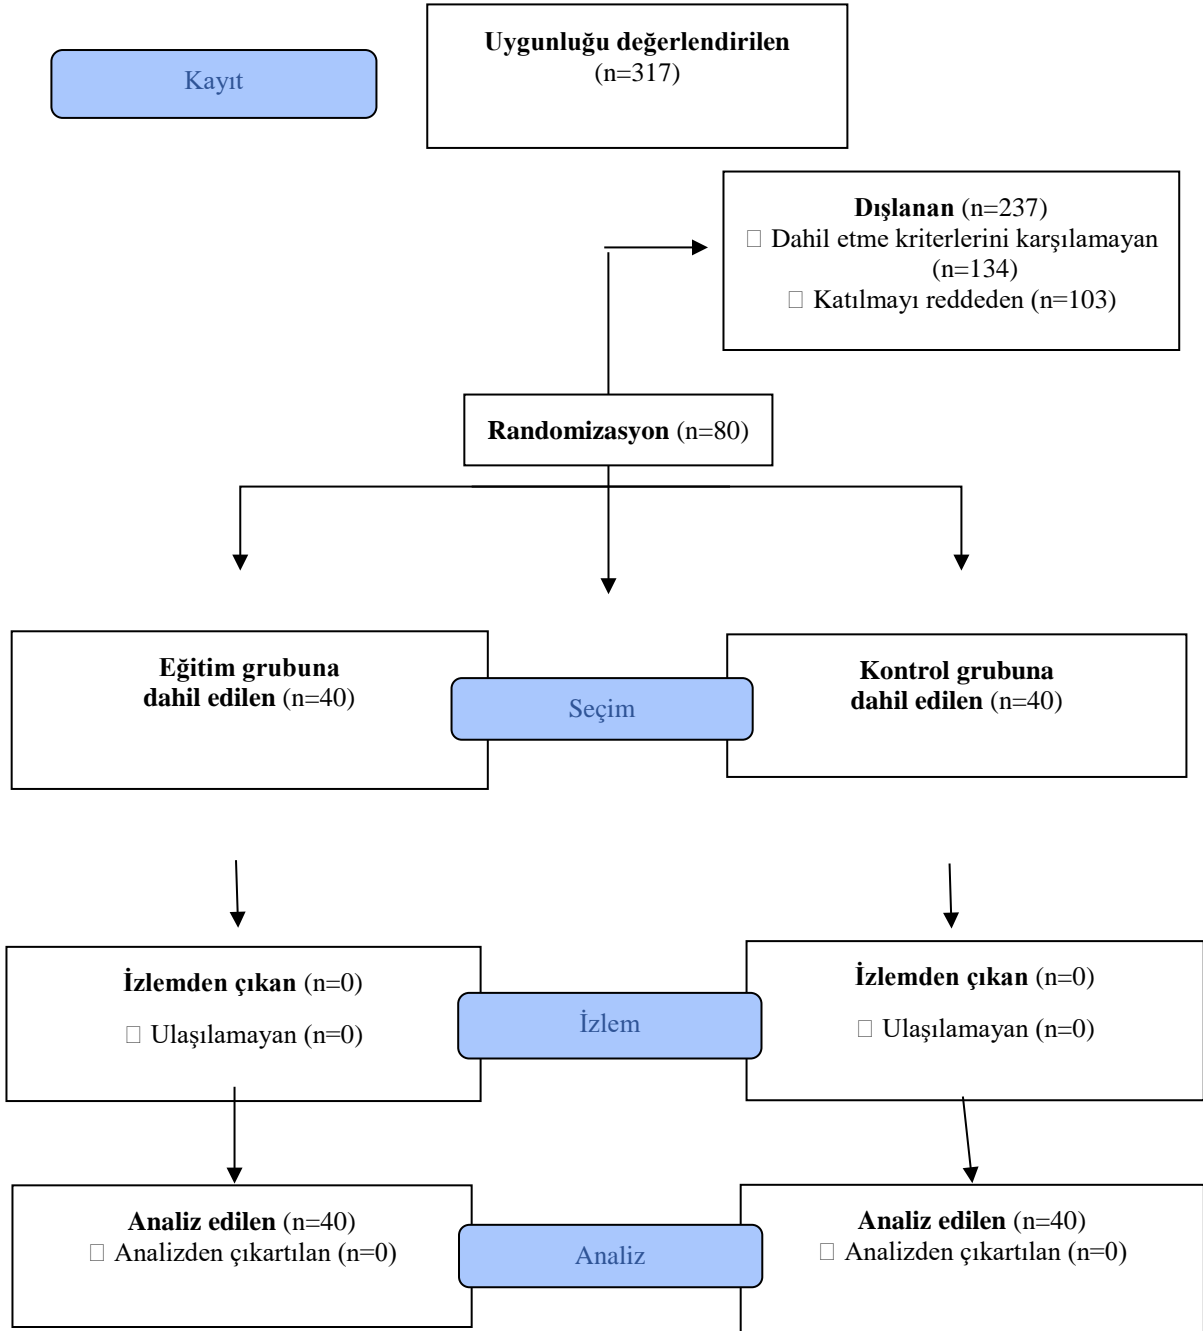 Kayıt
Uygunluğu değerlendirilen
(n=317)
Dışlanan (n=237)
□ Dahil etme kriterlerini karşılamayan
(n=134)
□ Katılmayı reddeden (n=103)
Randomizasyon (n=80)
Eğitim grubuna
dahil edilen (n=40)
Seçim
Kontrol grubuna
dahil edilen (n=40)
İzlemden çıkan (n=0)
□ Ulaşılamayan (n=0)
İzlem
İzlemden çıkan (n=0)
□ Ulaşılamayan (n=0)
Analiz edilen (n=40)
□ Analizden çıkartılan (n=0)
Analiz
Analiz edilen (n=40)
□ Analizden çıkartılan (n=0)